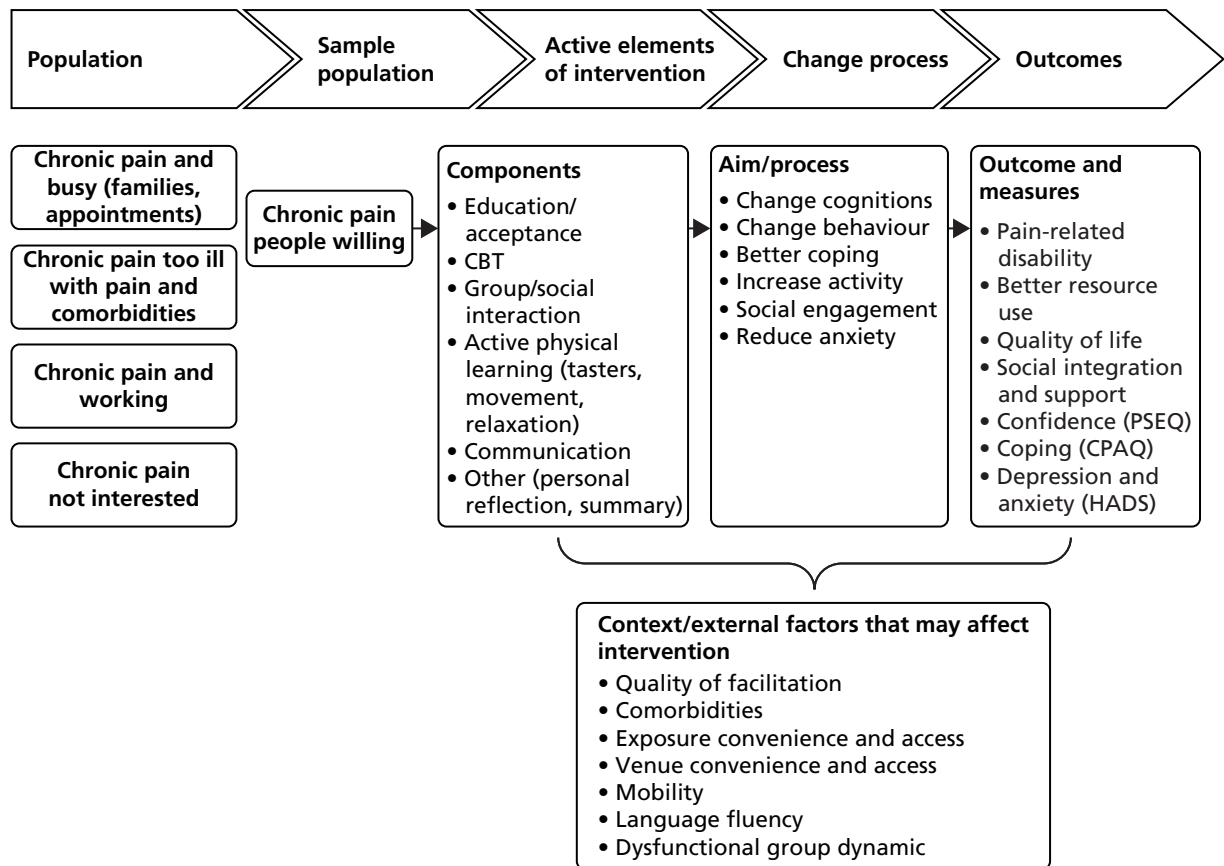 Population
Sample
population
Active elements
of intervention
Change process
Outcomes
Chronic pain and
busy (families,
appointments)
Chronic pain too ill
with pain and
comorbidities
Chronic pain and
working
Chronic pain
not interested
Chronic pain
people willing
Components
• Education/
acceptance
• CBT
• Group/social
interaction
• Active physical
learning (tasters,
movement,
relaxation)
• Communication
• Other (personal
reflection, summary)
Aim/process
• Change cognitions
• Change behaviour
• Better coping
• Increase activity
• Social engagement
• Reduce anxiety
Outcome and
measures
• Pain-related
disability
• Better resource
use
• Quality of life
• Social integration
and support
• Confidence (PSEQ)
• Coping (CPAQ)
• Depression and
anxiety (HADS)
Context/external factors that may affect
intervention
• Quality of facilitation
• Comorbidities
• Exposure convenience and access
• Venue convenience and access
• Mobility
• Language fluency
• Dysfunctional group dynamic